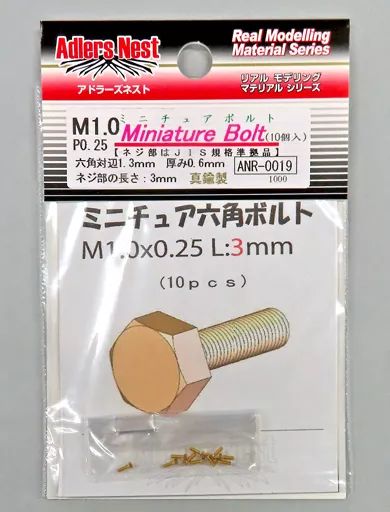 Adlers Nest
アドラーズネスト
Real Modelling
Material Series
リアル モデリング
マテリアル シリーズ
ミニチュアボルト
M1.0 Miniature Bolt (10個入)
P0.25 【ネジ部はJIS規格準拠品】
六角対辺1.3mm 厚み0.6mm ANR-0019
ネジ部の長さ:3mm 真鍮製 1000
ミニチュア六角ボルト
M1.0x0.25 L:3mm
(10pcs)